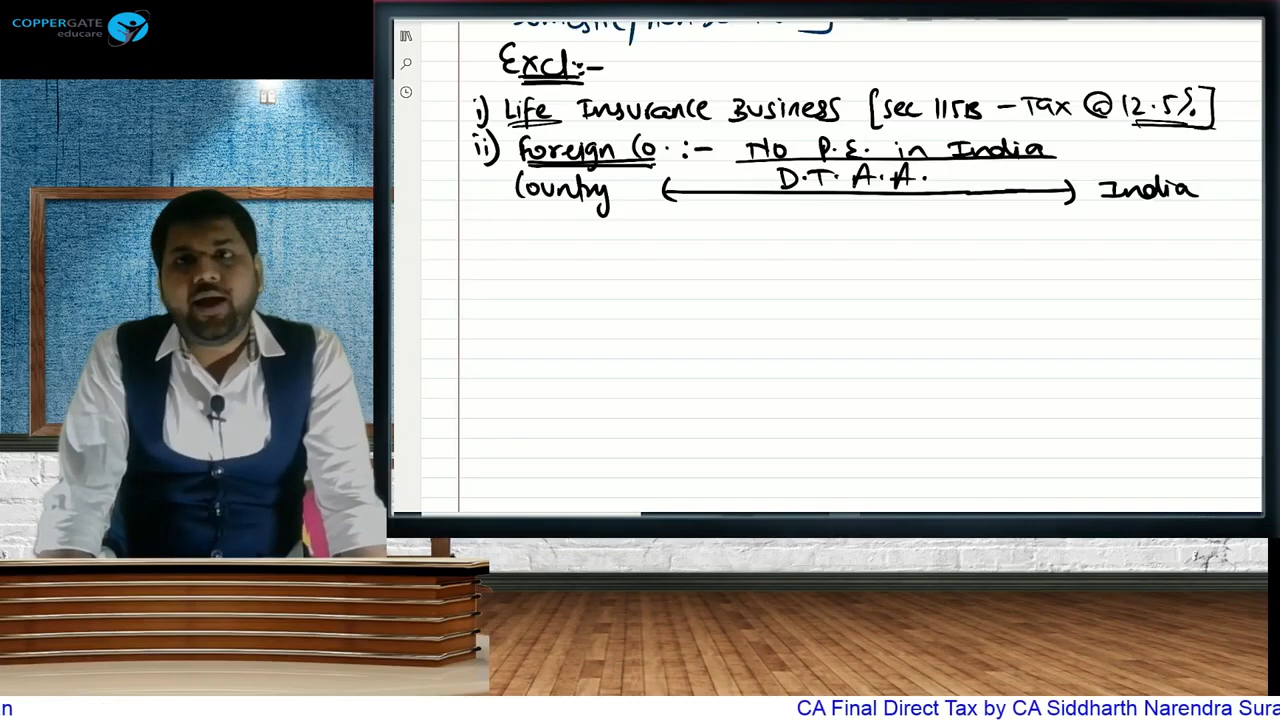 COPPERGATE
educare
Excl:-
i) Life Insurance Business [Sec 115B - Tax @ 12.5%]
ii) Foreign Co. :- No P.E. in India
Country D.T.A.A. India
n CA Final Direct Tax by CA Siddharth Narendra Sura